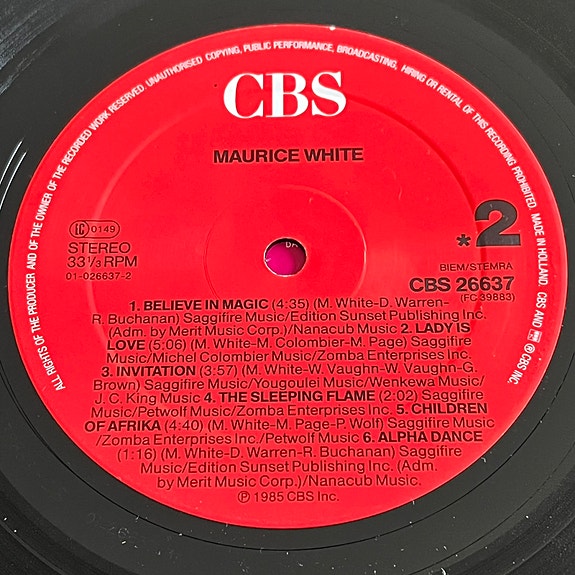 ALL RIGHTS OF THE PRODUCER AND OF THE OWNER OF THE RECORDED WORK RESERVED. UNAUTHORISED COPYING, PUBLIC PERFORMANCE, BROADCASTING, HIRING OR RENTAL OF THIS RECORDING PROHIBITED. MADE IN HOLLAND. CBS AND ® CBS INC.
CBS
MAURICE WHITE
LC 0149
STEREO
33⅓ RPM
01-026637-2
*2
BIEM/STEMRA
CBS 26637
(FC 39883)
1. BELIEVE IN MAGIC (4:35) (M. White-D. Warren-
R. Buchanan) Saggifire Music/Edition Sunset Publishing Inc.
(Adm. by Merit Music Corp.)/Nanacub Music 2. LADY IS
LOVE (5:06) (M. White-M. Colombier-M. Page) Saggifire
Music/Michel Colombier Music/Zomba Enterprises Inc.
3. INVITATION (3:57) (M. White-W. Vaughn-W. Vaughn-G.
Brown) Saggifire Music/Yougoulei Music/Wenkewa Music/
J. C. King Music 4. THE SLEEPING FLAME (2:02) Saggifire
Music/Petwolf Music/Zomba Enterprises Inc. 5. CHILDREN
OF AFRIKA (4:40) (M. White-M. Page-P. Wolf) Saggifire Music
/Zomba Enterprises Inc./Petwolf Music 6. ALPHA DANCE
(1:16) (M. White-D. Warren-R. Buchanan) Saggifire
Music/Edition Sunset Publishing Inc. (Adm.
by Merit Music Corp.)/Nanacub Music.
℗ 1985 CBS Inc.